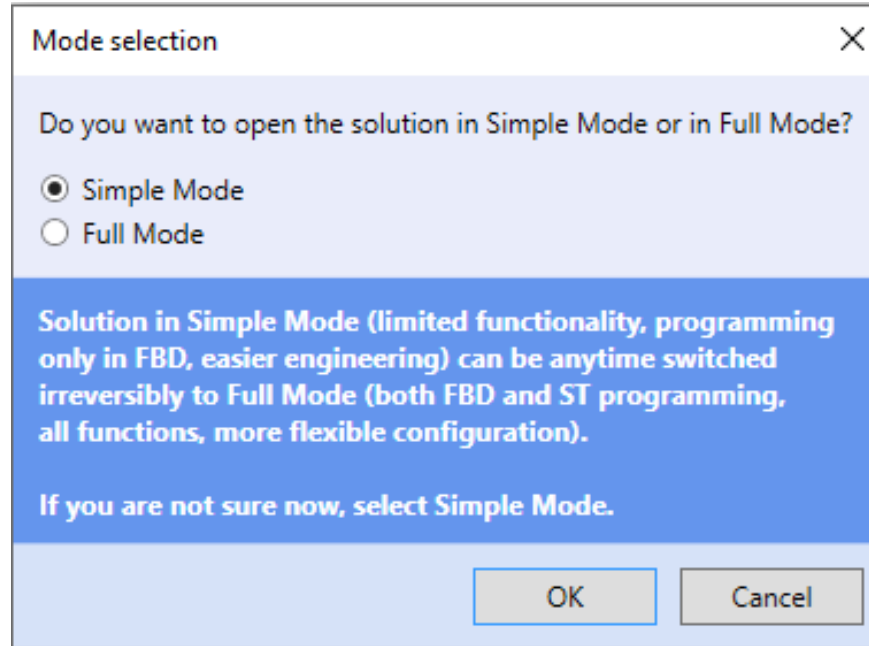 Mode selection
Do you want to open the solution in Simple Mode or in Full Mode?
Simple Mode
Full Mode
Solution in Simple Mode (limited functionality, programming
only in FBD, easier engineering) can be anytime switched
irreversibly to Full Mode (both FBD and ST programming,
all functions, more flexible configuration).
If you are not sure now, select Simple Mode.
OK
Cancel